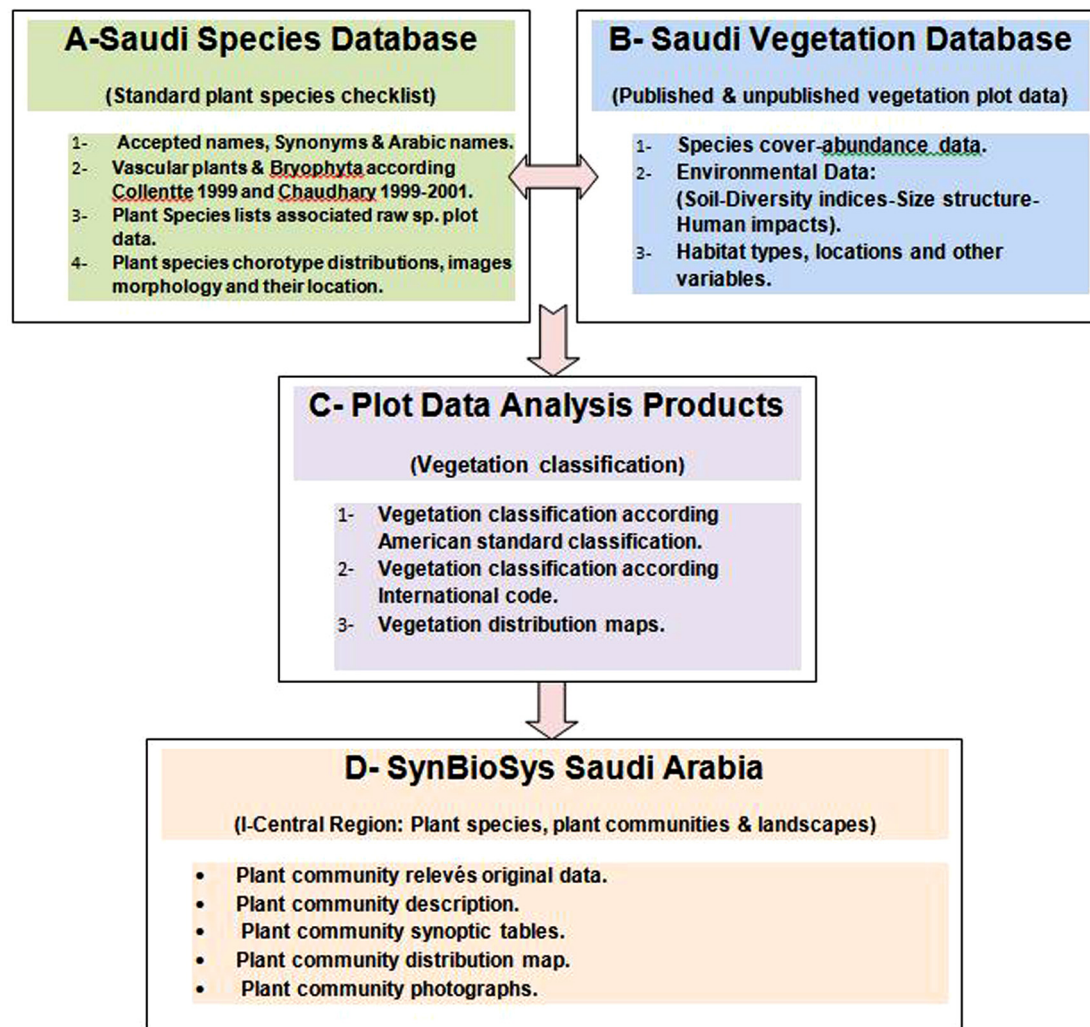 A-Saudi Species Database
(Standard plant species checklist)
1- Accepted names, Synonyms & Arabic names.
2- Vascular plants & Bryophyta according
Collentte 1999 and Chaudhary 1999-2001.
3- Plant Species lists associated raw sp. plot
data.
4- Plant species chorotype distributions, images
morphology and their location.
B- Saudi Vegetation Database
(Published & unpublished vegetation plot data)
1- Species cover-abundance data.
2- Environmental Data:
(Soil-Diversity indices-Size structure-
Human impacts).
3- Habitat types, locations and other
variables.
C- Plot Data Analysis Products
(Vegetation classification)
1- Vegetation classification according
American standard classification.
2- Vegetation classification according
International code.
3- Vegetation distribution maps.
D- SynBioSys Saudi Arabia
(I-Central Region: Plant species, plant communities & landscapes)
• Plant community relevés original data.
• Plant community description.
• Plant community synoptic tables.
• Plant community distribution map.
• Plant community photographs.